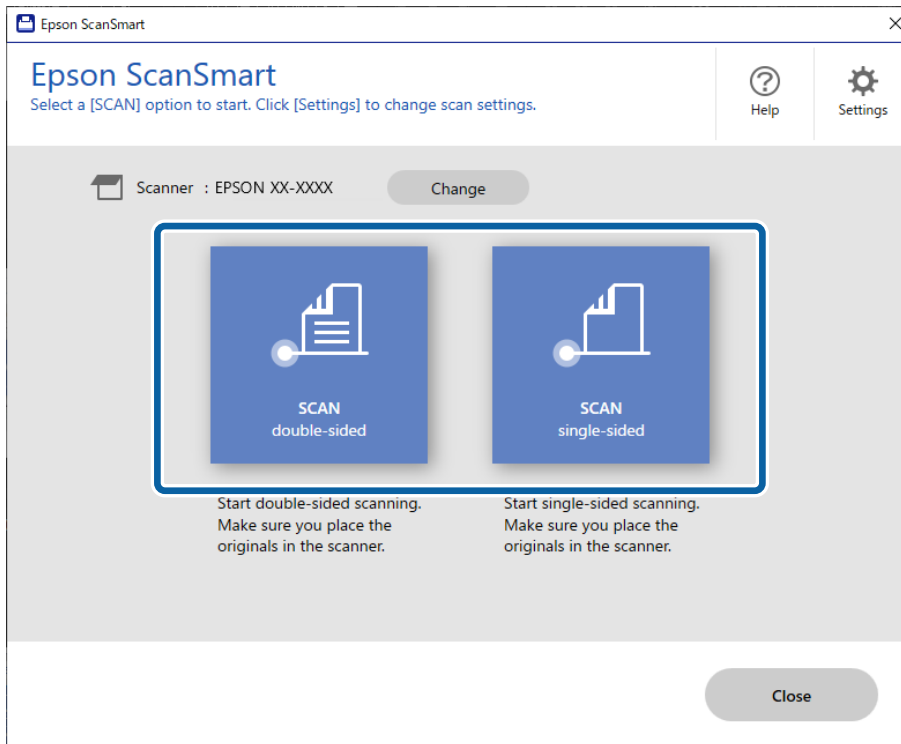 Epson ScanSmart
Epson ScanSmart
Select a [SCAN] option to start. Click [Settings] to change scan settings.
Help
Settings
Scanner : EPSON XX-XXXX
Change
SCAN
double-sided
SCAN
single-sided
Start double-sided scanning.
Make sure you place the
originals in the scanner.
Start single-sided scanning.
Make sure you place the
originals in the scanner.
Close